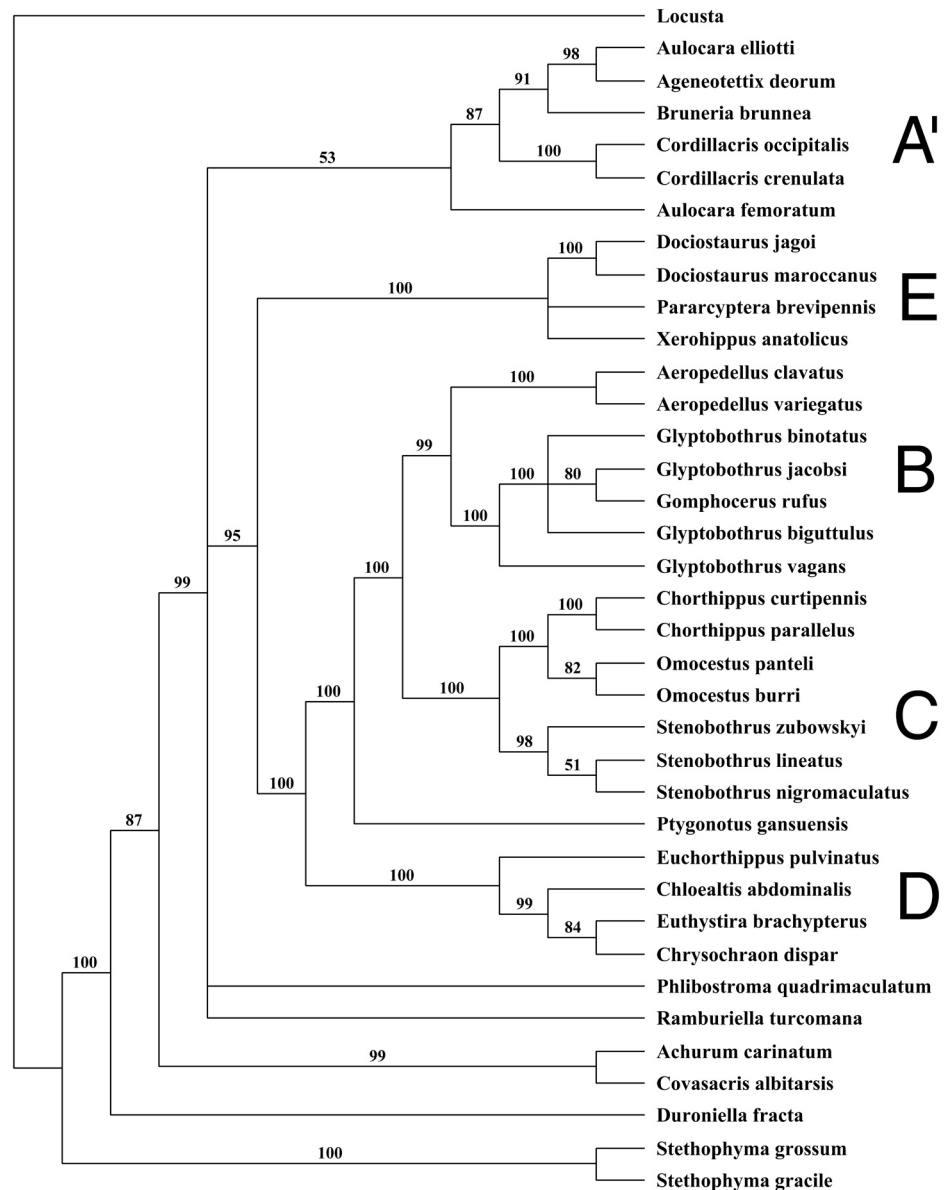 Locusta
Aulocara elliotti
98
Ageneotettix deorum
91
Bruneria brunnea
87
A'
Cordillacris occipitalis
100
Cordillacris crenulata
53
Aulocara femoratum
Dociostaurus jagoi
100
Dociostaurus maroccanus
100
E
Pararcyptera brevipennis
Xerohippus anatolicus
Aeropedellus clavatus
100
Aeropedellus variegatus
Glyptobothrus binotatus
99
Glyptobothrus jacobsi
100
80
B
Gomphocerus rufus
100
Glyptobothrus biguttulus
95
Glyptobothrus vagans
100
99
Chorthippus curtipennis
100
Chorthippus parallelus
100
Omocestus panteli
82
Omocestus burri
100
100
C
Stenobothrus zubowskyi
98
Stenobothrus lineatus
51
Stenobothrus nigromaculatus
100
Ptygonotus gansuensis
87
Euchorthippus pulvinatus
100
Chloealtis abdominalis
99
D
Euthystira brachypterus
84
Chrysochraon dispar
100
Phlibostroma quadrimaculatum
Ramburiella turcomana
Achurum carinatum
99
Covasacris albitarsis
Duroniella fracta
Stethophyma grossum
100
Stethophyma gracile